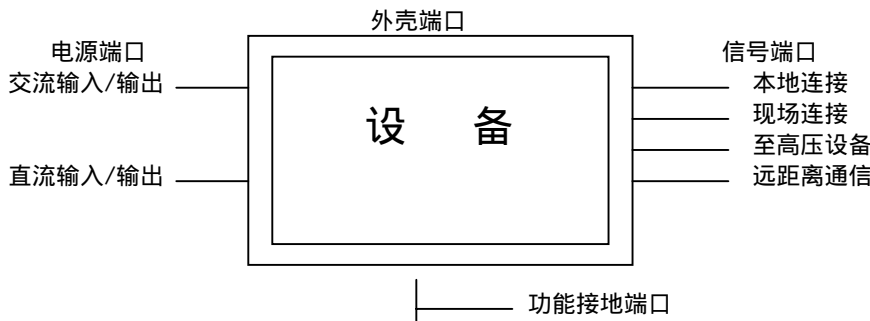 外壳端口
电源端口
交流输入/输出
直流输入/输出
设 备
信号端口
本地连接
现场连接
至高压设备
远距离通信
功能接地端口